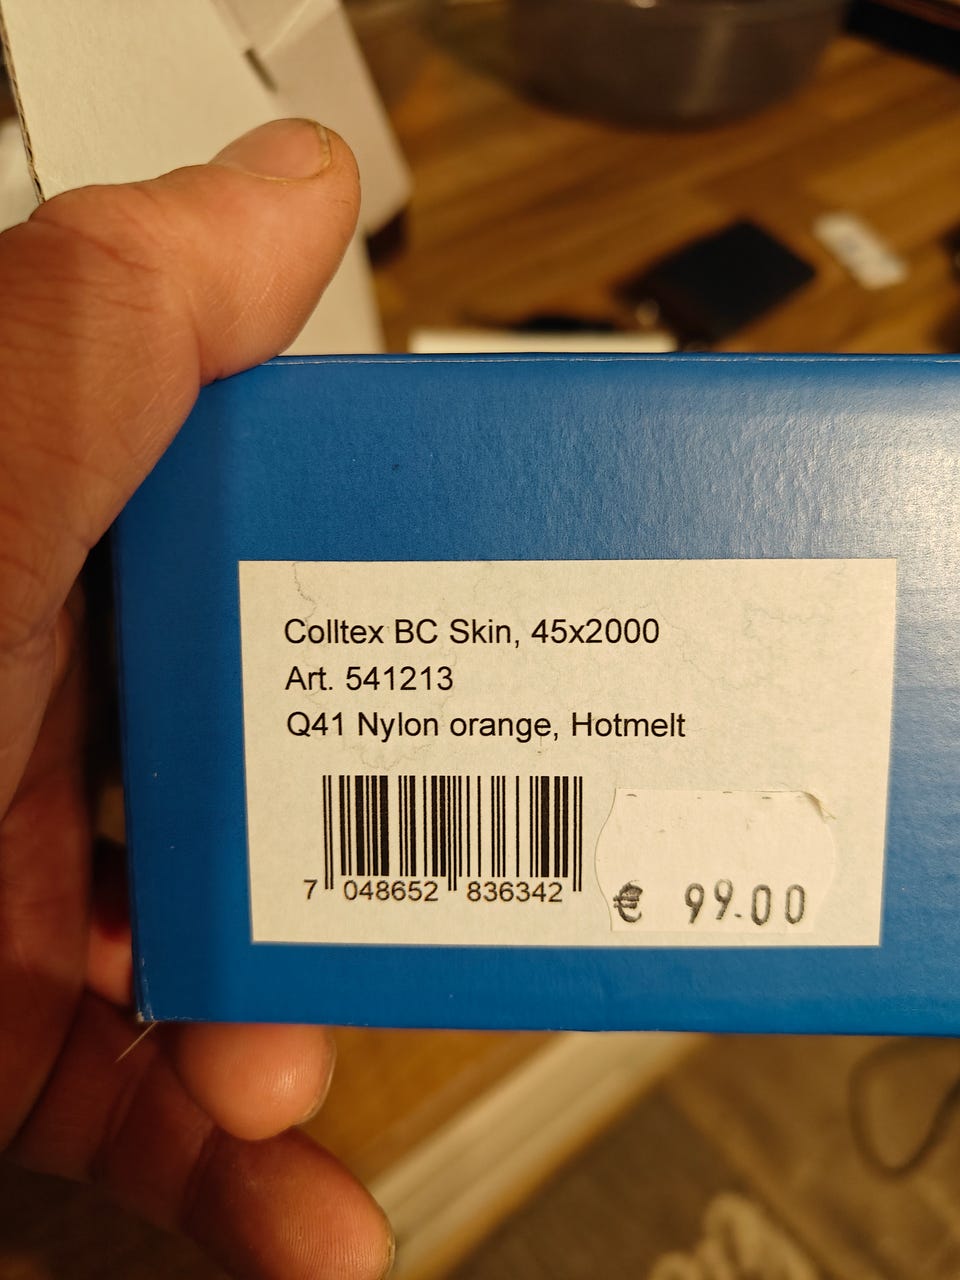 Colltex BC Skin, 45x2000
Art. 541213
Q41 Nylon orange, Hotmelt
7 048652 836342
€ 99.00